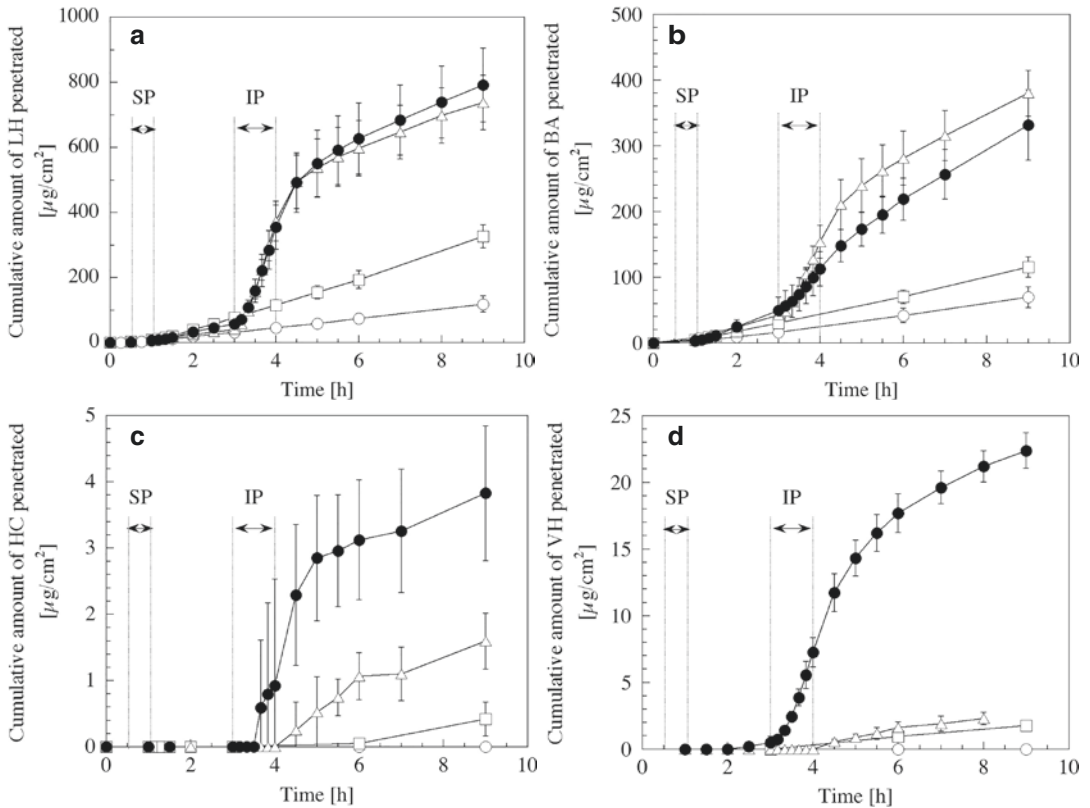 a
Cumulative amount of LH penetrated
[µg/cm²]
1000
800
600
400
200
0
SP
IP
0 2 4 6 8 10
Time [h]
b
Cumulative amount of BA penetrated
[µg/cm²]
500
400
300
200
100
0
SP
IP
0 2 4 6 8 10
Time [h]
c
Cumulative amount of HC penetrated
[µg/cm²]
5
4
3
2
1
0
SP
IP
0 2 4 6 8 10
Time [h]
d
Cumulative amount of VH penetrated
[µg/cm²]
25
20
15
10
5
0
SP
IP
0 2 4 6 8 10
Time [h]